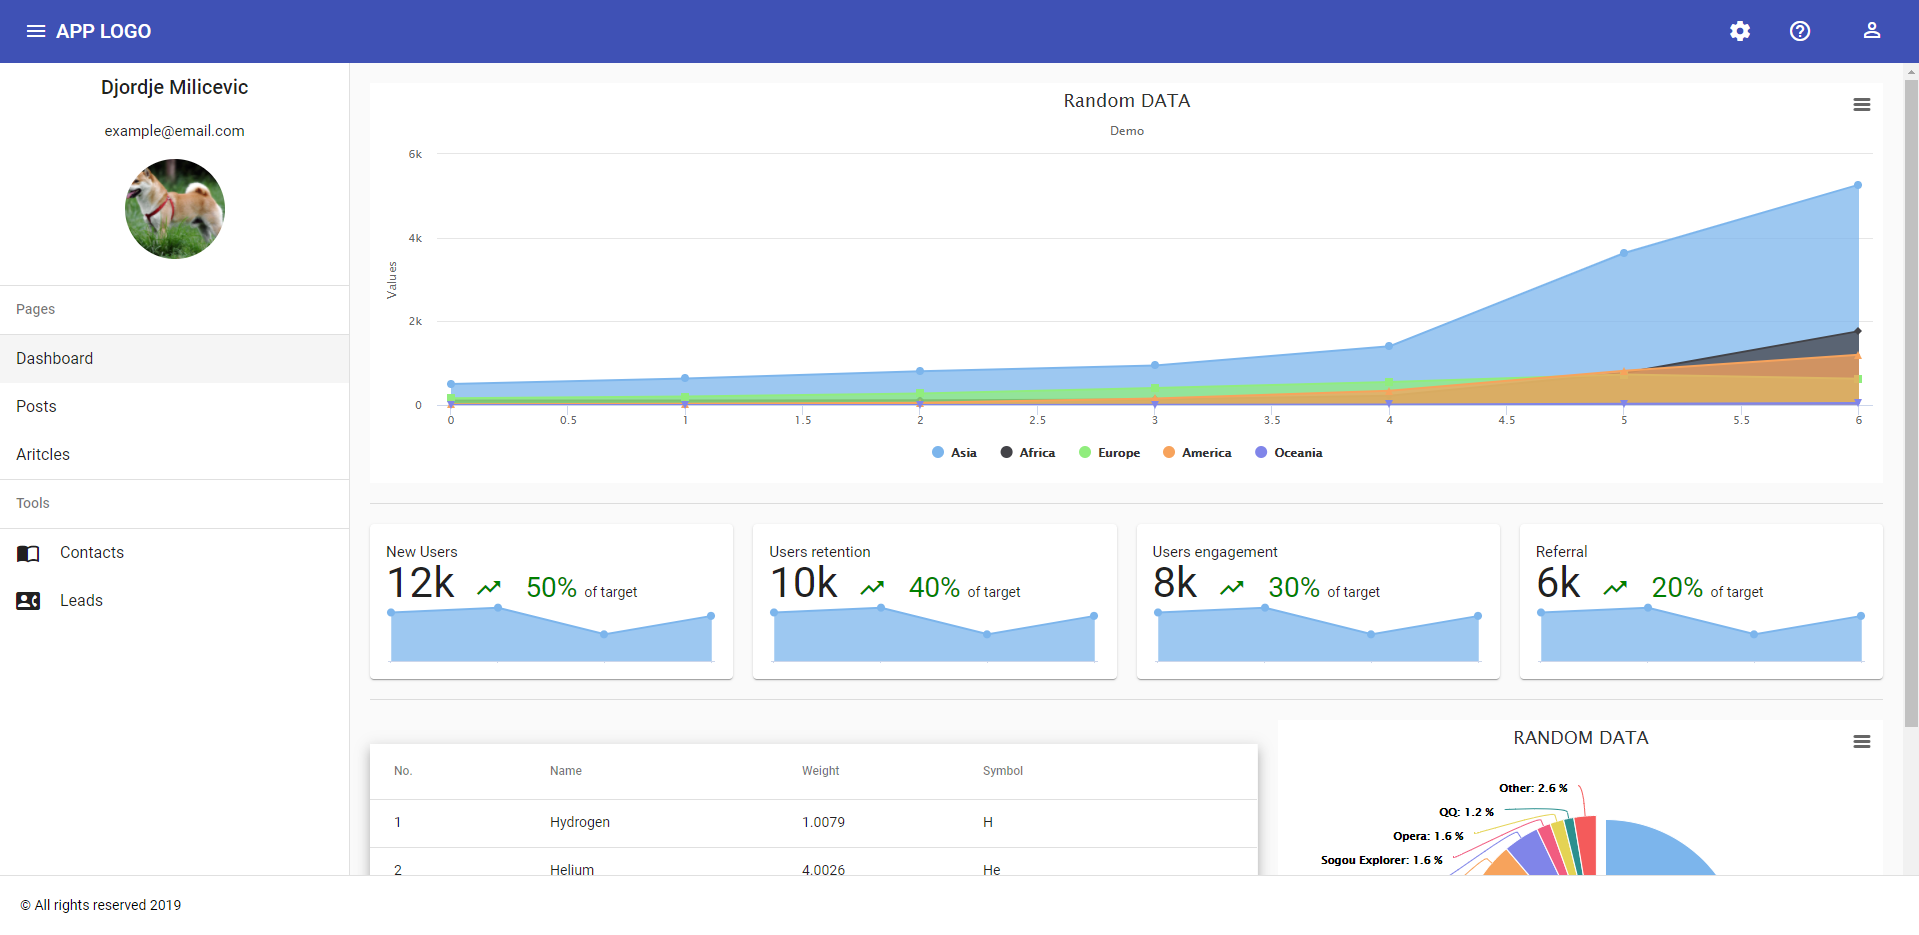 APP LOGO
Djordje Milicevic
example@email.com
Pages
Dashboard
Posts
Aritcles
Tools
Contacts
Leads
Random DATA
Demo
Values
6k
4k
2k
0
0 0.5 1 1.5 2 2.5 3 3.5 4 4.5 5 5.5 6
Asia Africa Europe America Oceania
New Users
12k 50% of target
Users retention
10k 40% of target
Users engagement
8k 30% of target
Referral
6k 20% of target
No. Name Weight Symbol
1 Hydrogen 1.0079 H
2 Helium 4.0026 He
RANDOM DATA
Other: 2.6 %
QQ: 1.2 %
Opera: 1.6 %
Sogou Explorer: 1.6 %
© All rights reserved 2019